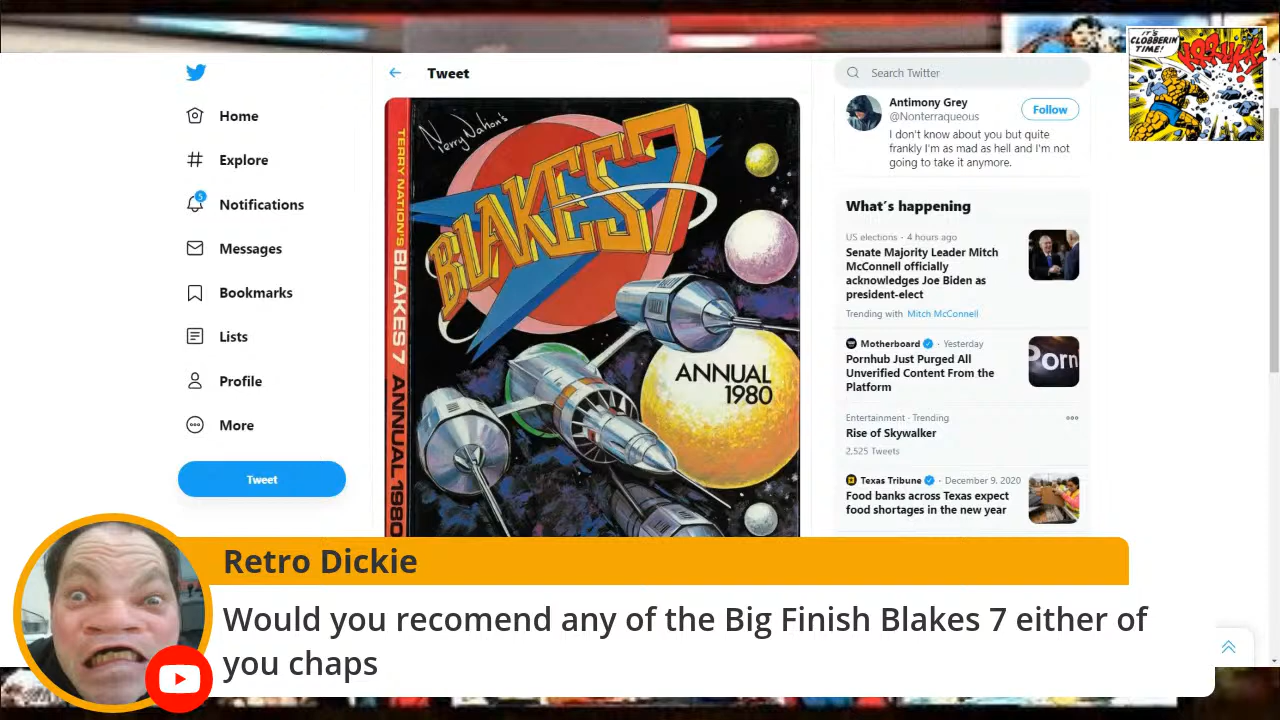 IT'S
CLOBBERIN'
TIME!
Tweet
Search Twitter
Home
Explore
5
Notifications
Messages
Bookmarks
Lists
Profile
More
Tweet
TERRY NATION'S BLAKES 7 ANNUAL 1980
Terry Nation's
BLAKES 7
ANNUAL
1980
Antimony Grey
@Nonterraqueous
Follow
I don't know about you but quite
frankly I'm as mad as hell and I'm not
going to take it anymore.
What's happening
US elections · 4 hours ago
Senate Majority Leader Mitch
McConnell officially
acknowledges Joe Biden as
president-elect
Trending with Mitch McConnell
Motherboard · Yesterday
Pornhub Just Purged All
Unverified Content From the
Platform
Porn
Entertainment · Trending
Rise of Skywalker
2,525 Tweets
Texas Tribune · December 9, 2020
Food banks across Texas expect
food shortages in the new year
Retro Dickie
Would you recomend any of the Big Finish Blakes 7 either of
you chaps